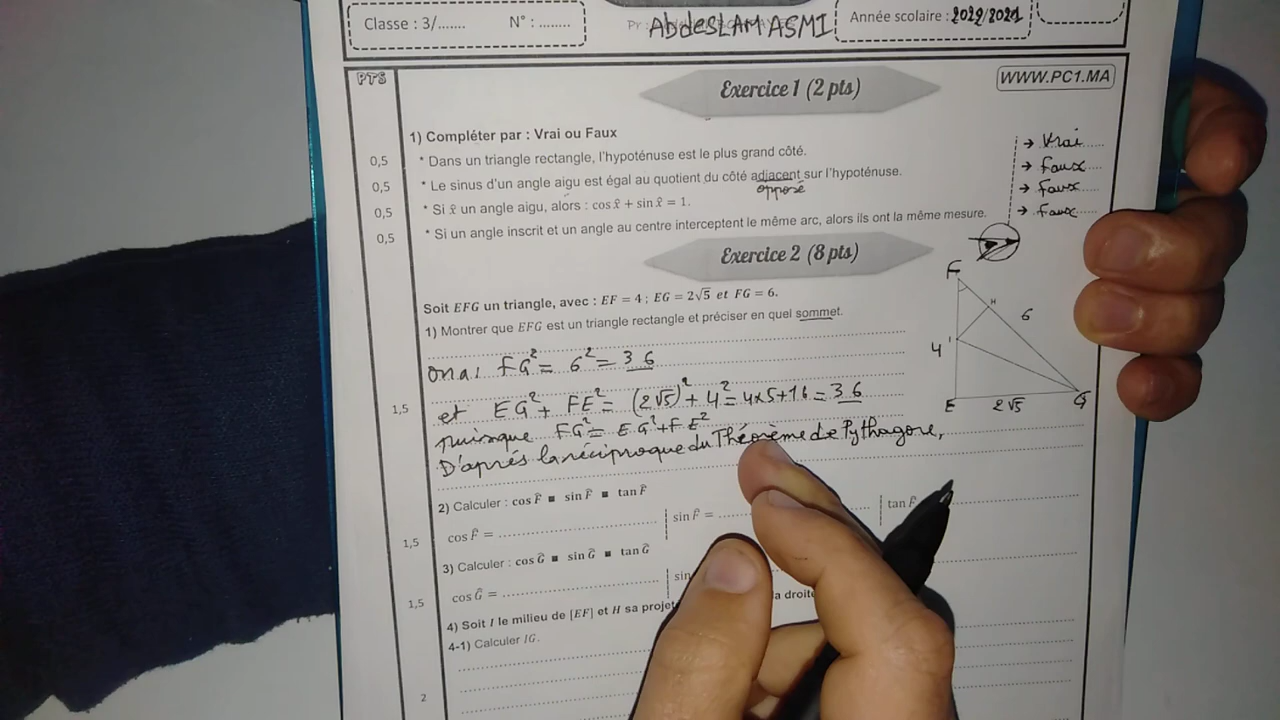 Classe : 3/.......
N° : ........
Pr :
AbdesLAM ASMI
Année scolaire : 2022/2021
PTS
Exercice 1 (2 pts)
WWW.PC1.MA
1) Compléter par : Vrai ou Faux
0,5 * Dans un triangle rectangle, l'hypoténuse est le plus grand côté. → Vrai
0,5 * Le sinus d'un angle aigu est égal au quotient du côté adjacent sur l'hypoténuse. → Faux
opposé
0,5 * Si x̂ un angle aigu, alors : cos x̂ + sin x̂ = 1. → Faux
0,5 * Si un angle inscrit et un angle au centre interceptent le même arc, alors ils ont la même mesure. → Faux
Exercice 2 (8 pts)
Soit EFG un triangle, avec : EF = 4 ; EG = 2√5 et FG = 6.
1) Montrer que EFG est un triangle rectangle et préciser en quel sommet.
F
H
6
4
I
E
2√5
G
on a : FG² = 6² = 36
1,5
et EG² + FE² = (2√5)² + 4² = 4x5+16 = 36
puisque FG² = EG²+FE²
D'après la réciproque du Théorème de Pythagore,
2) Calculer : cos F̂ ■ sin F̂ ■ tan F̂
1,5 cos F̂ = ........ | sin F̂ = ........ | tan F̂
3) Calculer : cos Ĝ ■ sin Ĝ ■ tan Ĝ
1,5 cos Ĝ = ........ | sin
4) Soit I le milieu de [EF] et H sa projet
la droite
4-1) Calculer IG.
2